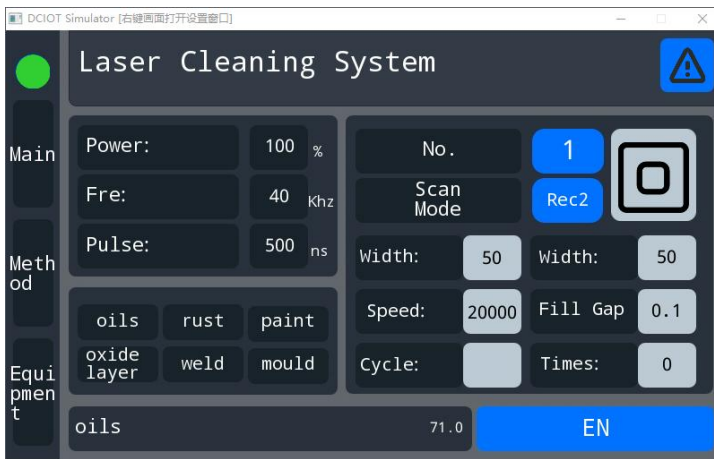 DCIOT Simulator [右键画面打开设置窗口]
Laser Cleaning System
Main
Meth
od
Equi
pmen
t
Power: 100 %
Fre: 40 Khz
Pulse: 500 ns
oils rust paint
oxide
layer
weld mould
No. 1
Scan
Mode
Rec2
Width: 50 Width: 50
Speed: 20000 Fill Gap 0.1
Cycle: Times: 0
oils 71.0 EN